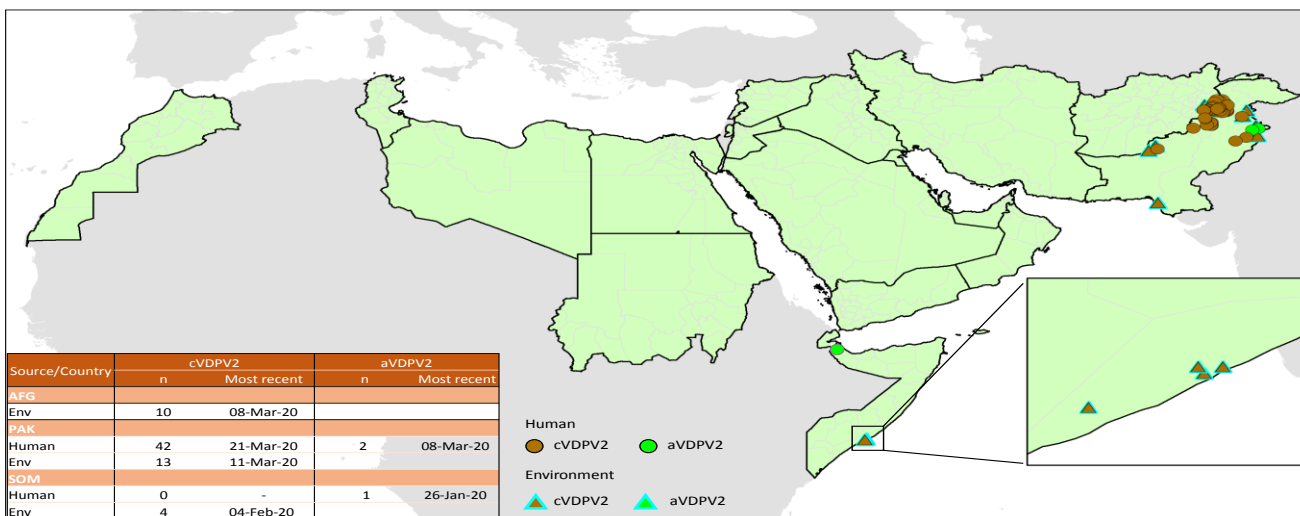 Source/Country cVDPV2 aVDPV2
n Most recent n Most recent
AFG
Env 10 08-Mar-20
PAK
Human 42 21-Mar-20 2 08-Mar-20
Env 13 11-Mar-20
SOM
Human 0 - 1 26-Jan-20
Env 4 04-Feb-20
Human
cVDPV2 aVDPV2
Environment
cVDPV2 aVDPV2